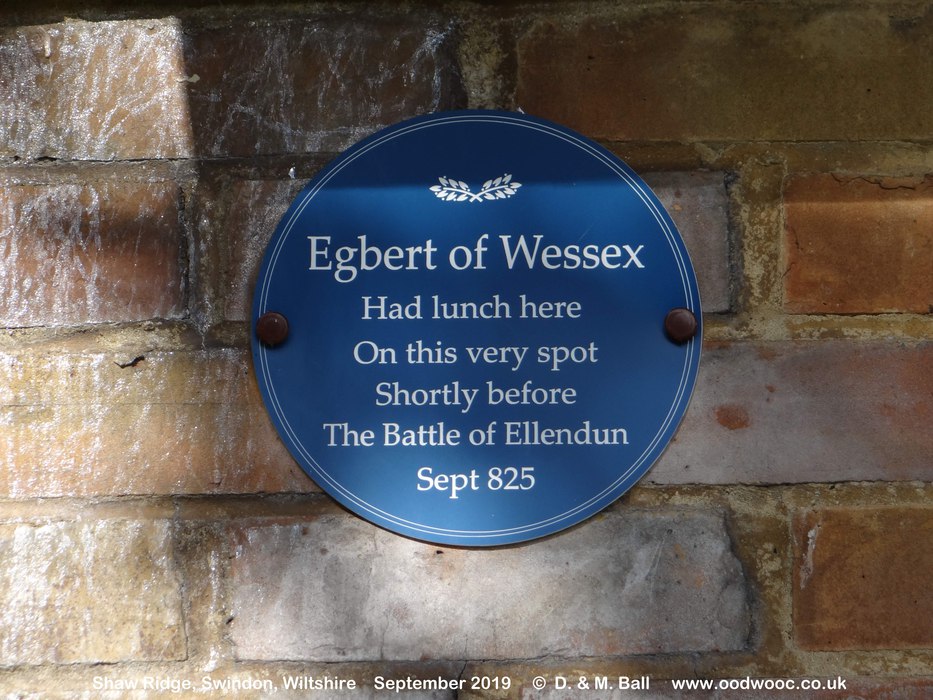 Egbert of Wessex
Had lunch here
On this very spot
Shortly before
The Battle of Ellendun
Sept 825
Shaw Ridge, Swindon, Wiltshire September 2019 © D. & M. Ball www.oodwooc.co.uk